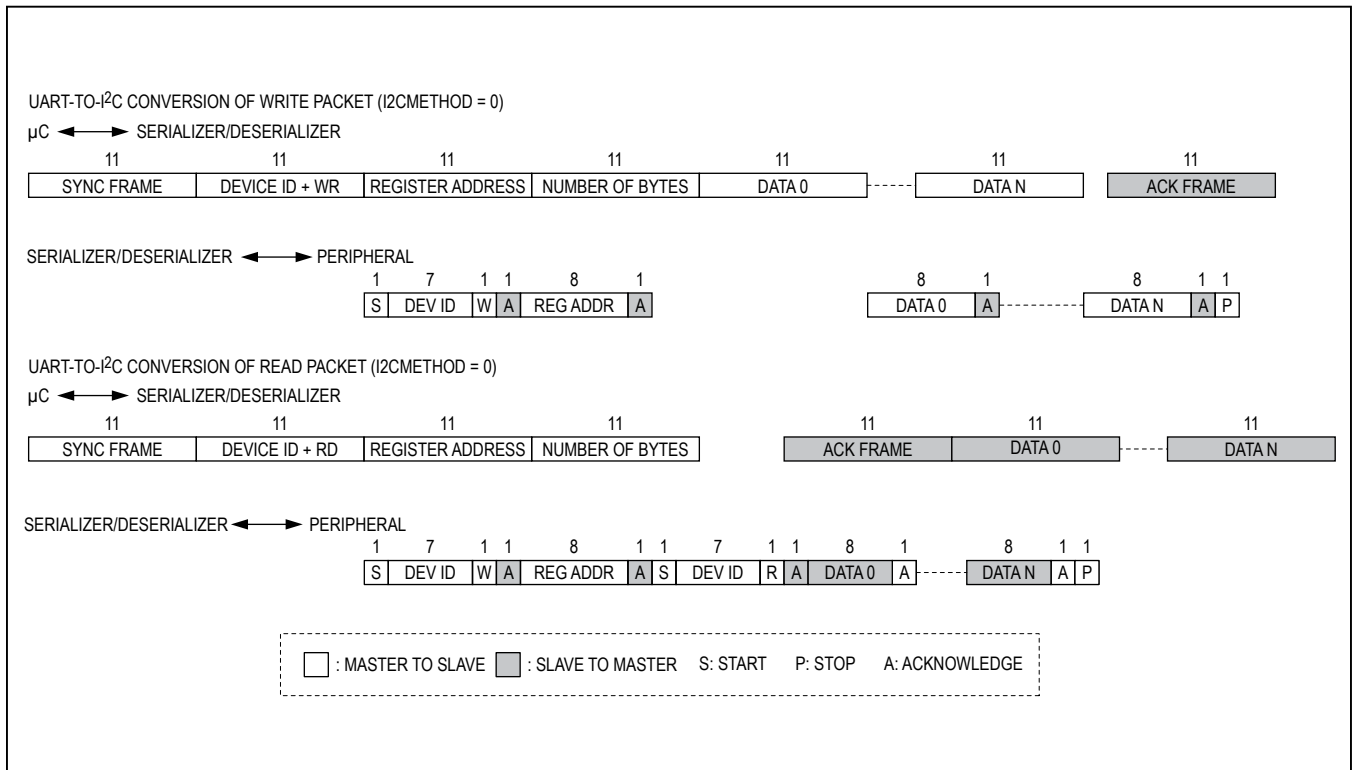 UART-TO-I2C CONVERSION OF WRITE PACKET (I2CMETHOD = 0)
µC SERIALIZER/DESERIALIZER
11 11 11 11 11 11 11
SYNC FRAME DEVICE ID + WR REGISTER ADDRESS NUMBER OF BYTES DATA 0 DATA N ACK FRAME
SERIALIZER/DESERIALIZER PERIPHERAL
1 7 1 1 8 1 8 1 8 1 1
S DEV ID W A REG ADDR A DATA 0 A DATA N A P
UART-TO-I2C CONVERSION OF READ PACKET (I2CMETHOD = 0)
µC SERIALIZER/DESERIALIZER
11 11 11 11 11 11 11
SYNC FRAME DEVICE ID + RD REGISTER ADDRESS NUMBER OF BYTES ACK FRAME DATA 0 DATA N
SERIALIZER/DESERIALIZER PERIPHERAL
1 7 1 1 8 1 1 7 1 1 8 1 8 1 1
S DEV ID W A REG ADDR A S DEV ID R A DATA 0 A DATA N A P
: MASTER TO SLAVE : SLAVE TO MASTER S: START P: STOP A: ACKNOWLEDGE